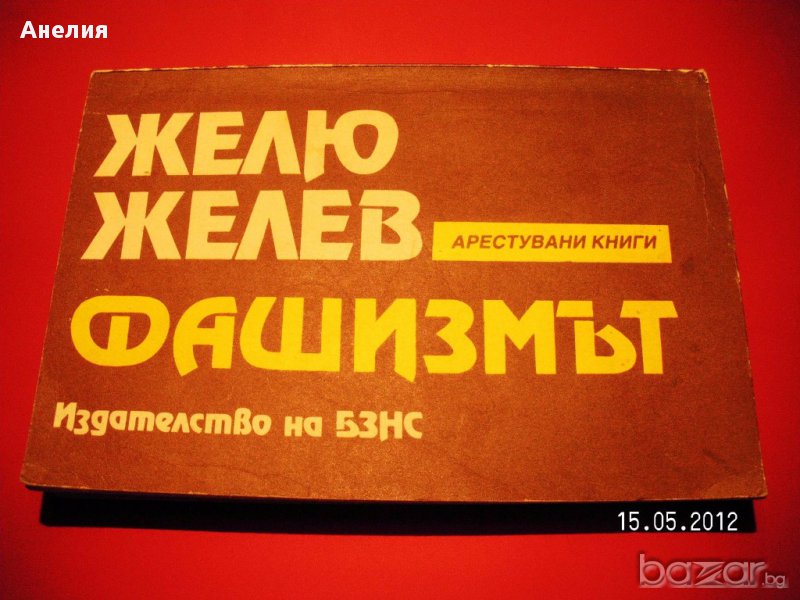 Анелия
ЖЕЛЮ
ЖЕЛЕВ
АРЕСТУВАНИ КНИГИ
ФАШИЗМЪТ
Издателство на БЗНС
15.05.2012
bazar.bg